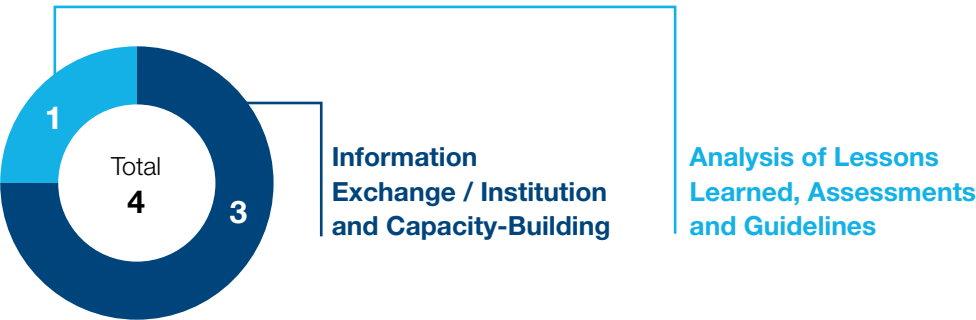 1
Total
4
3
Information
Exchange / Institution
and Capacity-Building
Analysis of Lessons
Learned, Assessments
and Guidelines